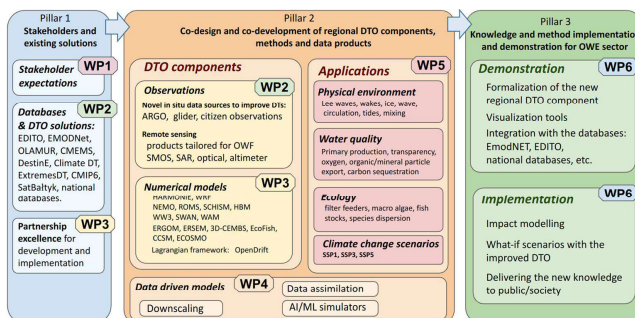 Pillar 1
Stakeholders and
existing solutions
WP1
Stakeholder
expectations
WP2
Databases
& DTO solutions:
EDITO, EMODNet,
OLAMUR, CMEMS,
DestinE, Climate DT,
ExtremesDT, CMIP6,
SatBaltyk, national
databases.
WP3
Partnership
excellence for
development and
implementation
Pillar 2
Co-design and co-development of regional DTO components,
methods and data products
DTO components
WP2
Observations
Novel in situ data sources to improve DTs:
ARGO, glider, citizen observations
Remote sensing
products tailored for OWF
SMOS, SAR, optical, altimeter
WP3
Numerical models
HARMONIE, WRF
NEMO, ROMS, SCHISM, HBM
WW3, SWAN, WAM
ERGOM, ERSEM, 3D-CEMBS, EcoFish,
CCSM, ECOSMO
Lagrangian framework: OpenDrift
WP5
Applications
Physical environment
Lee waves, wakes, ice, wave,
circulation, tides, mixing
Water quality
Primary production, transparency,
oxygen, organic/mineral particle
export, carbon sequestration
Ecology
filter feeders, macro algae, fish
stocks, species dispersion
Climate change scenarios
SSP1, SSP3, SSP5
Data driven models
WP4
Data assimilation
Downscaling
AI/ML simulators
Pillar 3
Knowledge and method implementation
and demonstration for OWE sector
WP6
Demonstration
Formalization of the new
regional DTO component
Visualization tools
Integration with the databases:
EmodNET, EDITO,
national databases, etc.
WP6
Implementation
Impact modelling
What-if scenarios with the
improved DTO
Delivering the new knowledge
to public/society